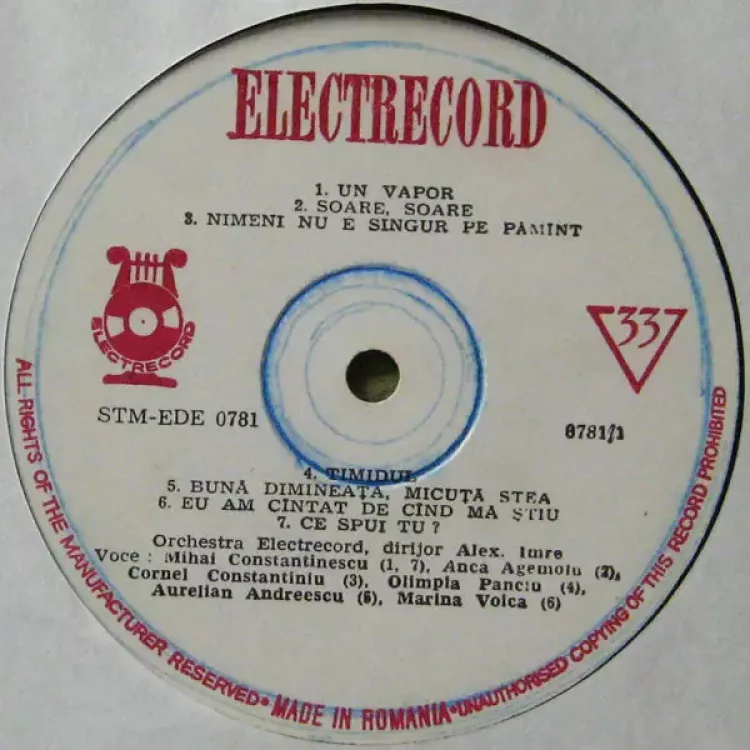 ELECTRECORD
1. UN VAPOR
2. SOARE, SOARE
3. NIMENI NU E SINGUR PE PĂMÎNT
ELECTRECORD
33
STM-EDE 0781
0781/1
4. TIMIDUL
5. BUNĂ DIMINEAȚA, MICUȚĂ STEA
6. EU AM CÎNTAT DE CÎND MA ȘTIU
7. CE SPUI TU?
Orchestra Electrecord, dirijor Alex. Imre
Voce: Mihai Constantinescu (1, 7), Anca Agemolu (2),
Cornel Constantiniu (3), Olimpia Panciu (4),
Aurelian Andreescu (5), Marina Voica (6)
ALL RIGHTS OF THE MANUFACTURER RESERVED • MADE IN ROMANIA • UNAUTHORISED COPYING OF THIS RECORD PROHIBITED